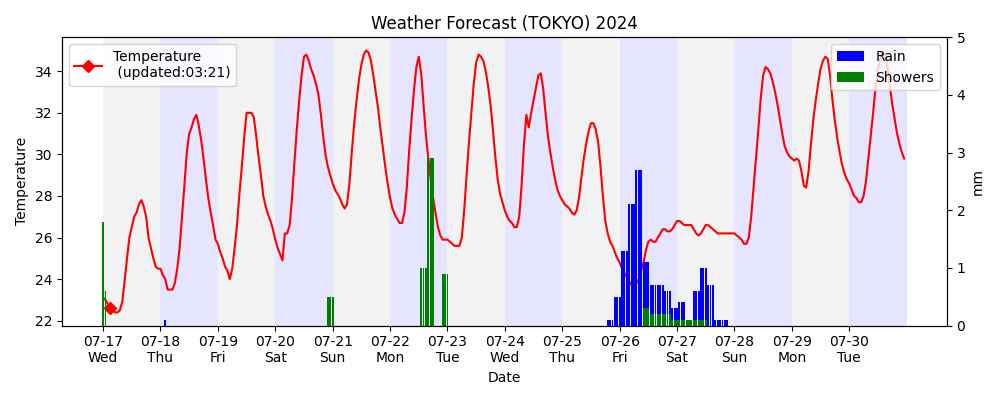 Weather Forecast (TOKYO) 2024
Temperature
(updated:03:21)
Rain
Showers
Temperature
34
32
30
28
26
24
22
5
4
3
2
1
0
mm
07-17 07-18 07-19 07-20 07-21 07-22 07-23 07-24 07-25 07-26 07-27 07-28 07-29 07-30
Wed Thu Fri Sat Sun Mon Tue Wed Thu Fri Sat Sun Mon Tue
Date